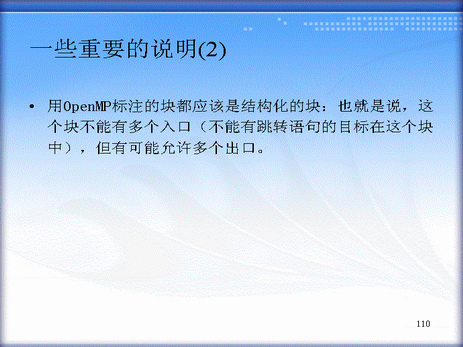 一些重要的说明(2)
• 用OpenMP标注的块都应该是结构化的块：也就是说，这
个块不能有多个入口（不能有跳转语句的目标在这个块
中），但有可能允许多个出口。
110